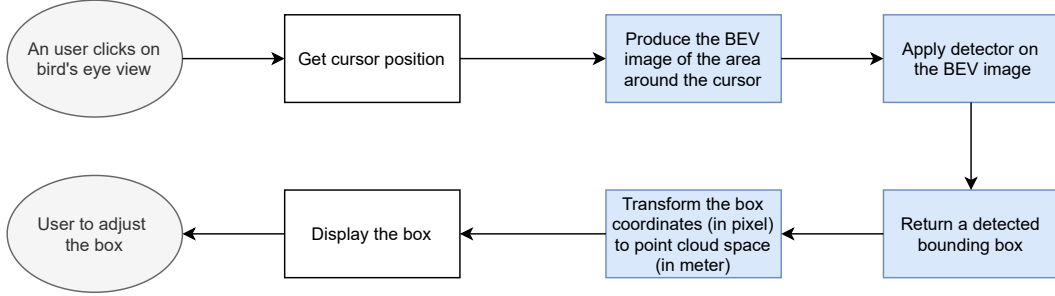 An user clicks on
bird's eye view
Get cursor position
Produce the BEV
image of the area
around the cursor
Apply detector on
the BEV image
User to adjust
the box
Display the box
Transform the box
coordinates (in pixel)
to point cloud space
(in meter)
Return a detected
bounding box